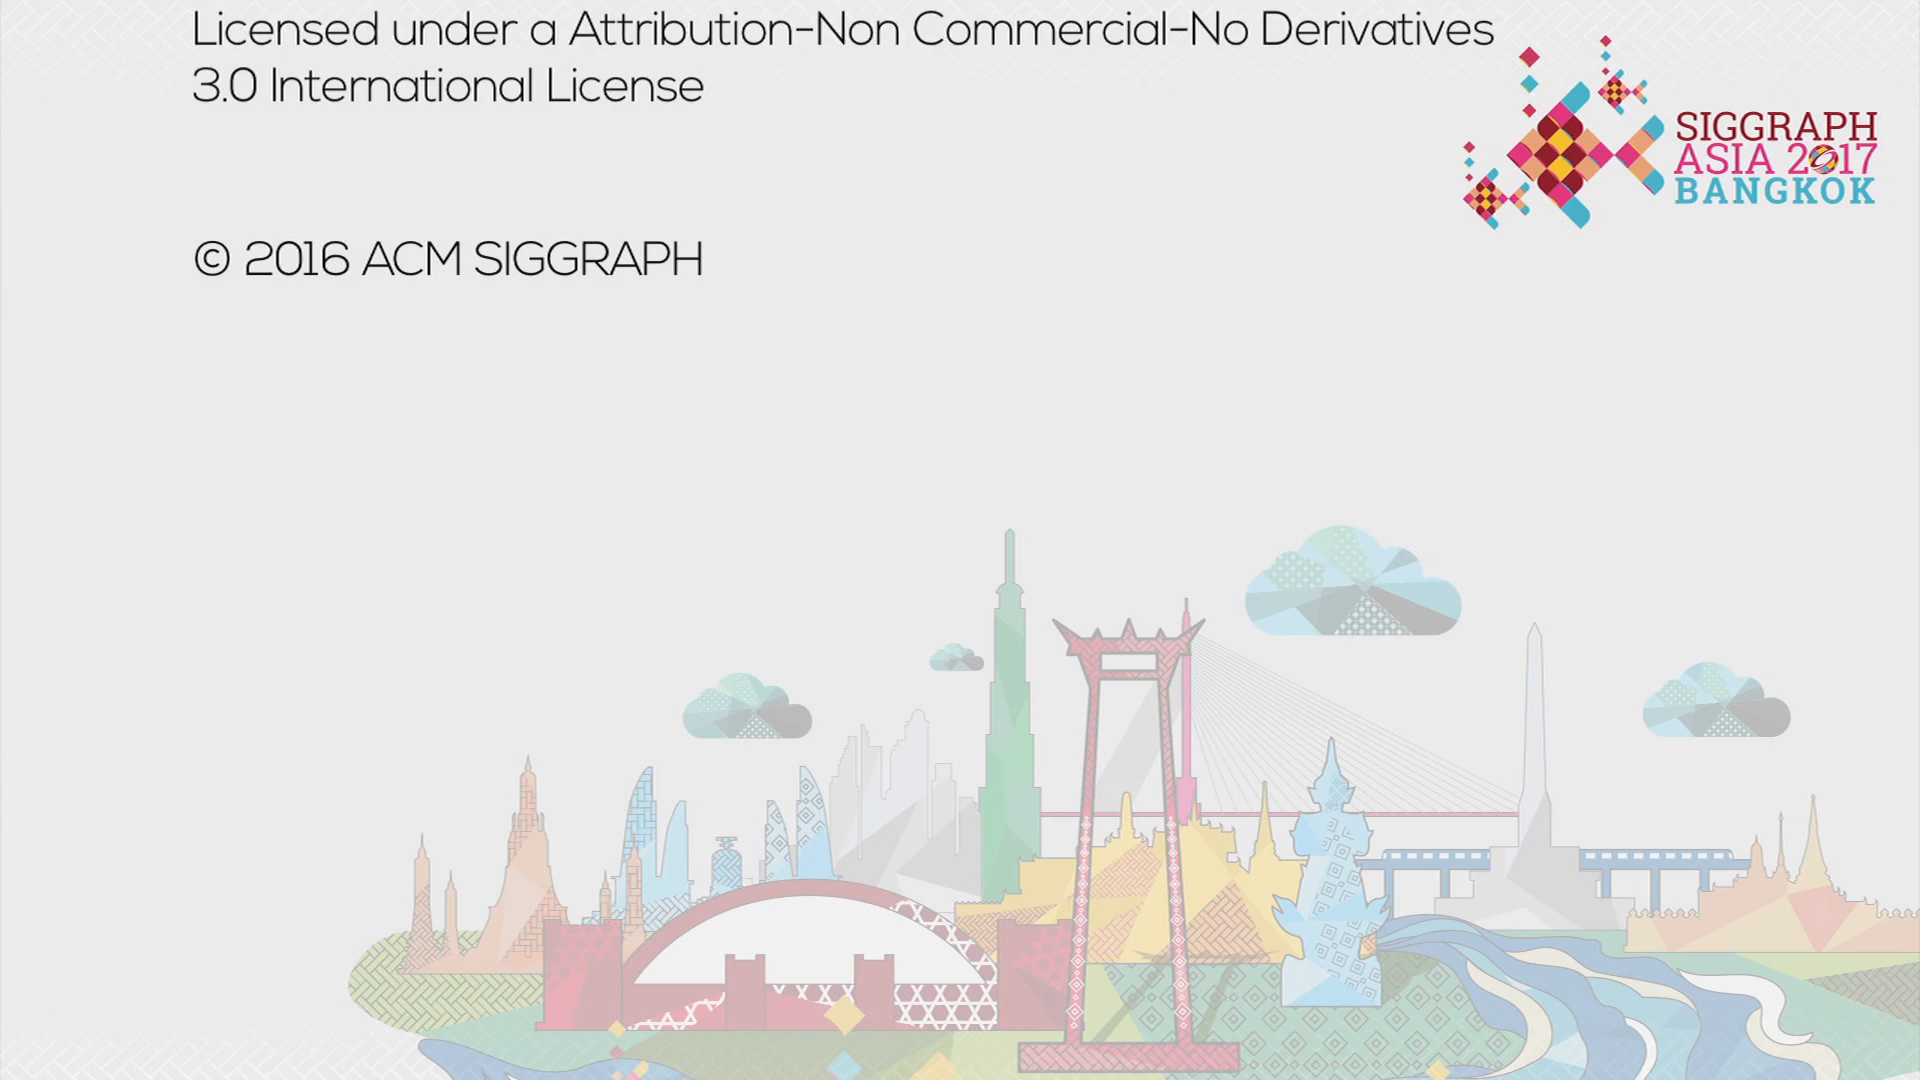 Licensed under a Attribution-Non Commercial-No Derivatives
3.0 International License
SIGGRAPH
ASIA 2017
BANGKOK
© 2016 ACM SIGGRAPH